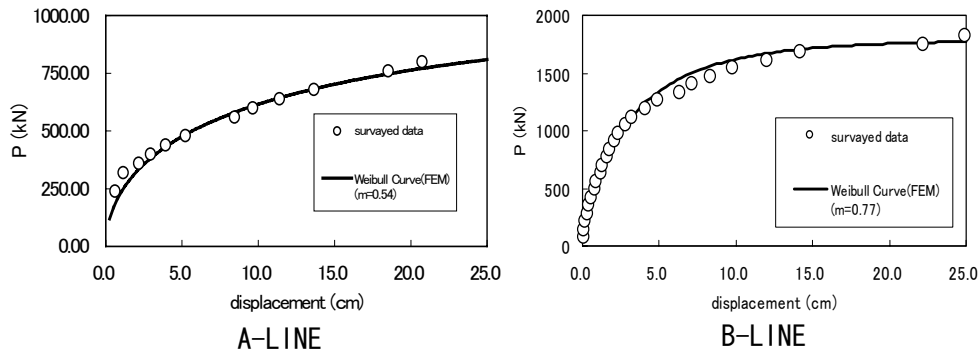 1000.00
750.00
500.00
250.00
0.00
P (kN)
survayed data
Weibull Curve(FEM)
(m=0.54)
0.0 5.0 10.0 15.0 20.0 25.0
displacement (cm)
A-LINE
2000
1500
1000
500
0
P (kN)
survayed data
Weibull Curve(FEM)
(m=0.77)
0.0 5.0 10.0 15.0 20.0 25.0
displacement (cm)
B-LINE